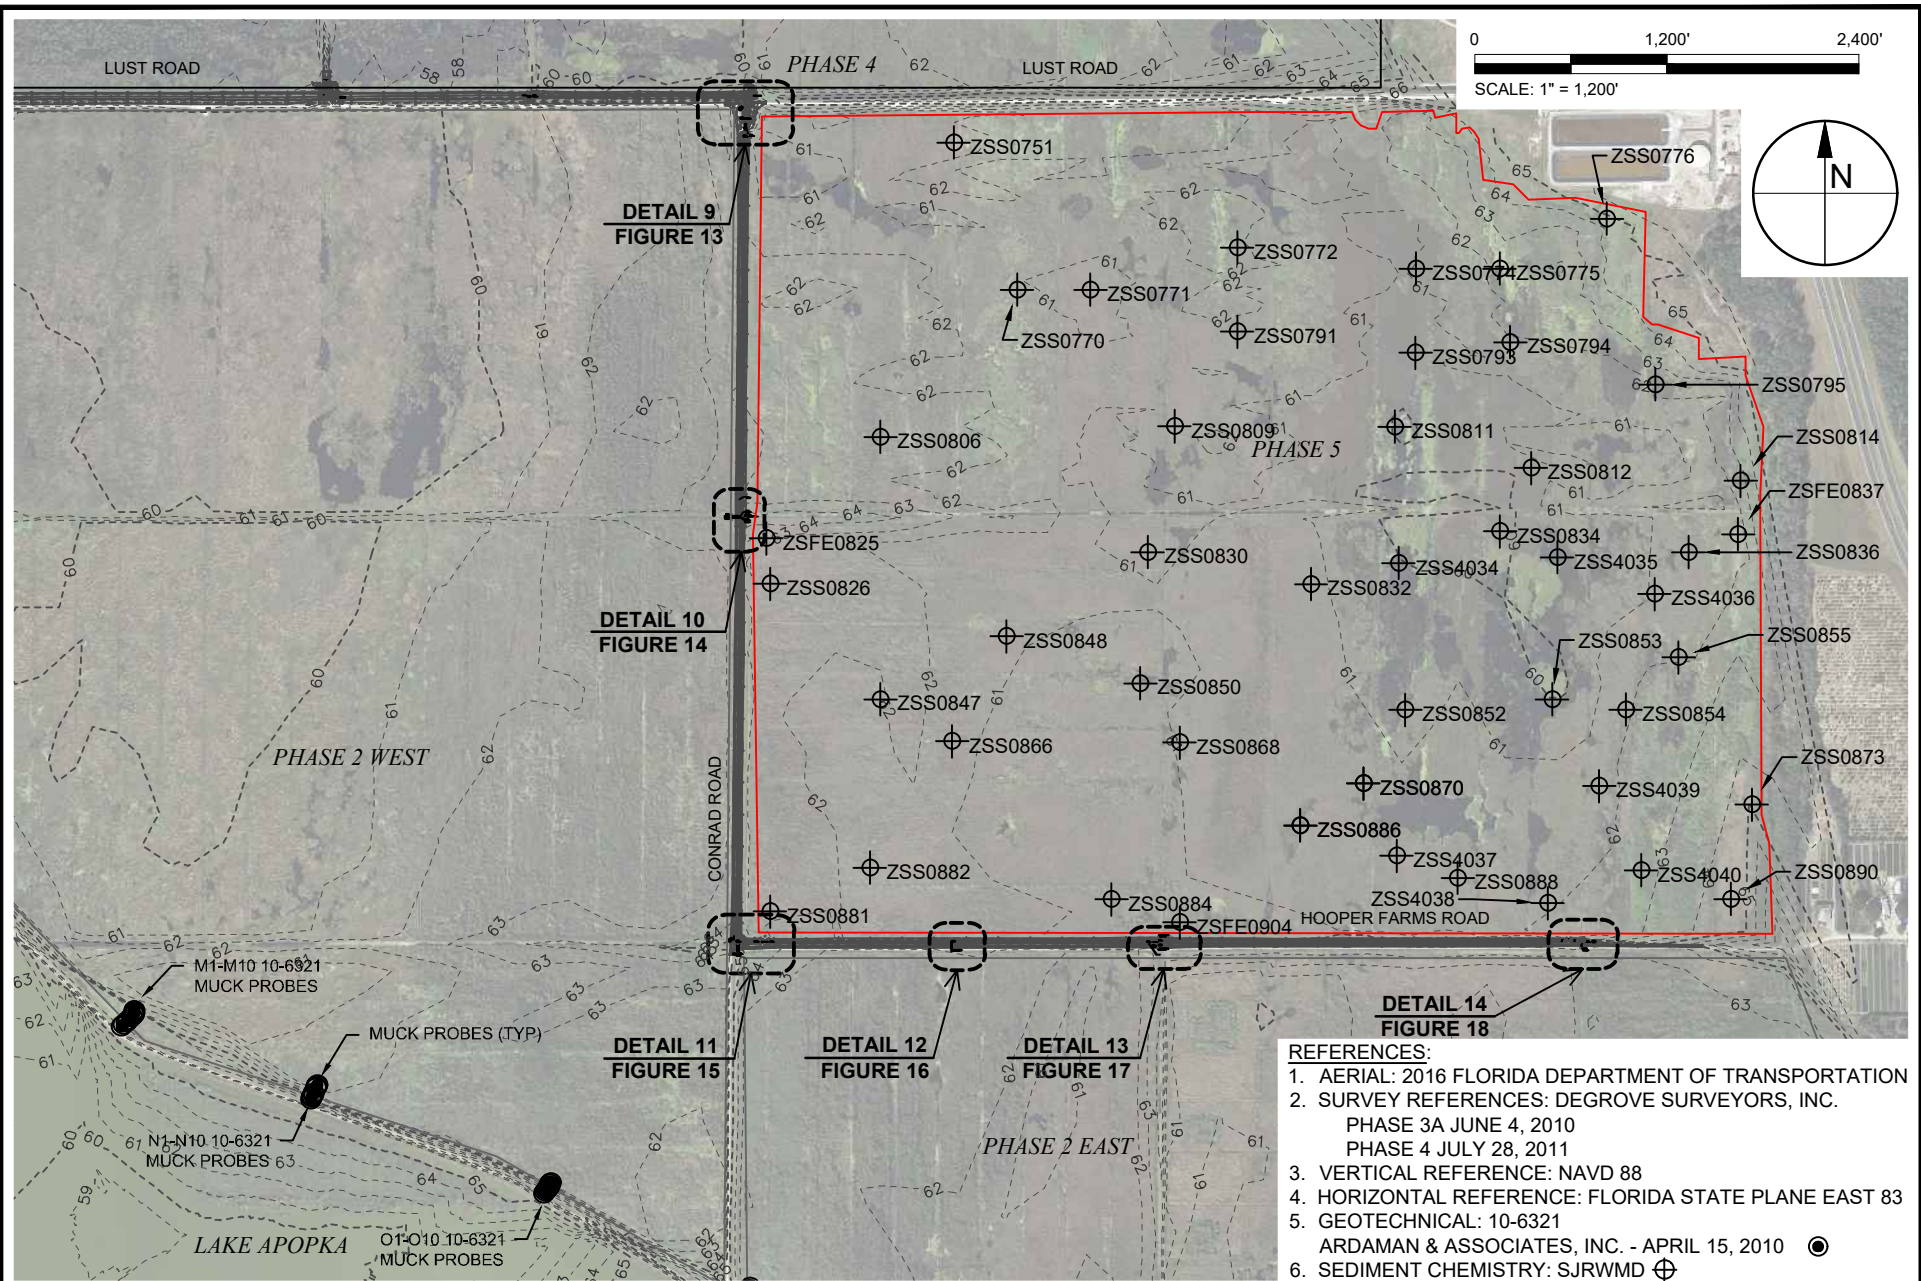 0 1,200' 2,400'
SCALE: 1" = 1,200'
N
LUST ROAD
PHASE 4
LUST ROAD
ZSS0751
ZSS0776
DETAIL 9
FIGURE 13
ZSS0772
ZSS0774
ZSS0775
ZSS0771
ZSS0770
ZSS0791
ZSS0793
ZSS0794
ZSS0795
ZSS0806
ZSS0809
ZSS0811
ZSS0814
PHASE 5
ZSS0812
ZSFE0837
ZSFE0825
ZSS0830
ZSS0834
ZSS0836
ZSS4034
ZSS4035
ZSS0826
ZSS0832
ZSS4036
DETAIL 10
FIGURE 14
ZSS0848
ZSS0853
ZSS0855
ZSS0850
ZSS0847
ZSS0852
ZSS0854
ZSS0866
ZSS0868
PHASE 2 WEST
CONRAD ROAD
ZSS0873
ZSS0870
ZSS4039
ZSS0886
ZSS4037
ZSS0882
ZSS0888
ZSS4040
ZSS0890
ZSS4038
ZSS0881
ZSS0884
ZSFE0904
HOOPER FARMS ROAD
M1-M10 10-6321
MUCK PROBES
MUCK PROBES (TYP)
N1-N10 10-6321
MUCK PROBES
O1-O10 10-6321
MUCK PROBES
LAKE APOPKA
DETAIL 11
FIGURE 15
DETAIL 12
FIGURE 16
DETAIL 13
FIGURE 17
DETAIL 14
FIGURE 18
PHASE 2 EAST
REFERENCES:
1. AERIAL: 2016 FLORIDA DEPARTMENT OF TRANSPORTATION
2. SURVEY REFERENCES: DEGROVE SURVEYORS, INC.
PHASE 3A JUNE 4, 2010
PHASE 4 JULY 28, 2011
3. VERTICAL REFERENCE: NAVD 88
4. HORIZONTAL REFERENCE: FLORIDA STATE PLANE EAST 83
5. GEOTECHNICAL: 10-6321
ARDAMAN & ASSOCIATES, INC. - APRIL 15, 2010
6. SEDIMENT CHEMISTRY: SJRWMD